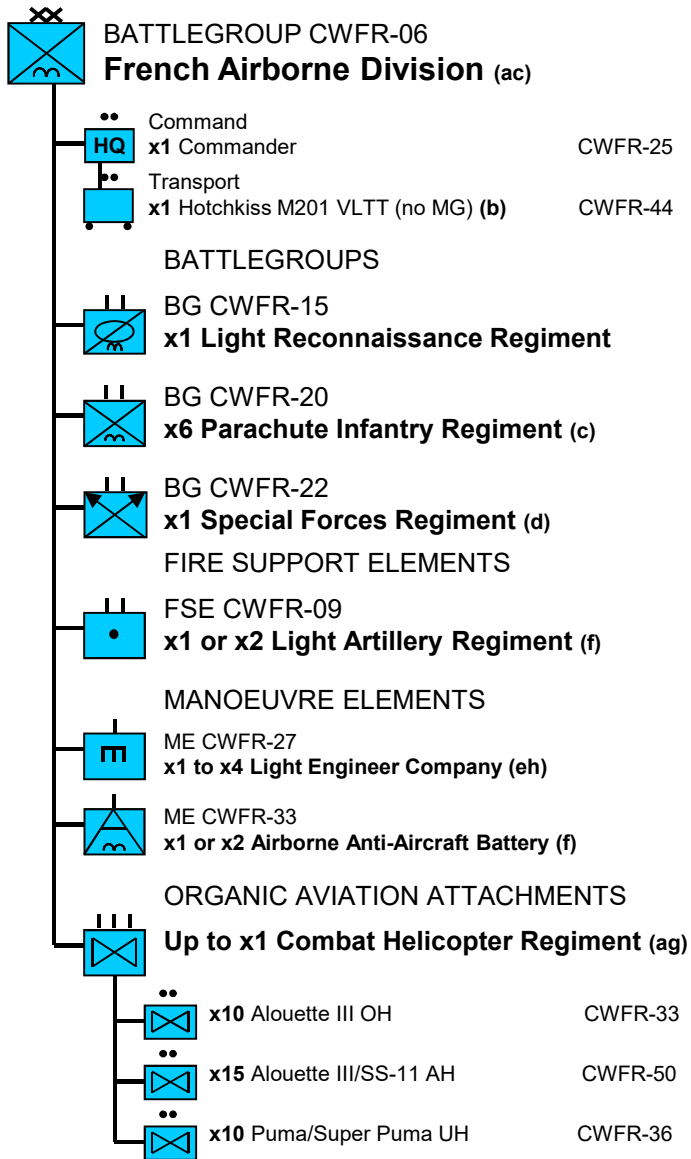 BATTLEGROUP CWFR-06
French Airborne Division (ac)
Command
HQ x1 Commander CWFR-25
Transport
x1 Hotchkiss M201 VLTT (no MG) (b) CWFR-44
BATTLEGROUPS
BG CWFR-15
x1 Light Reconnaissance Regiment
BG CWFR-20
x6 Parachute Infantry Regiment (c)
BG CWFR-22
x1 Special Forces Regiment (d)
FIRE SUPPORT ELEMENTS
FSE CWFR-09
x1 or x2 Light Artillery Regiment (f)
MANOEUVRE ELEMENTS
ME CWFR-27
x1 to x4 Light Engineer Company (eh)
ME CWFR-33
x1 or x2 Airborne Anti-Aircraft Battery (f)
ORGANIC AVIATION ATTACHMENTS
Up to x1 Combat Helicopter Regiment (ag)
x10 Alouette III OH CWFR-33
x15 Alouette III/SS-11 AH CWFR-50
x10 Puma/Super Puma UH CWFR-36